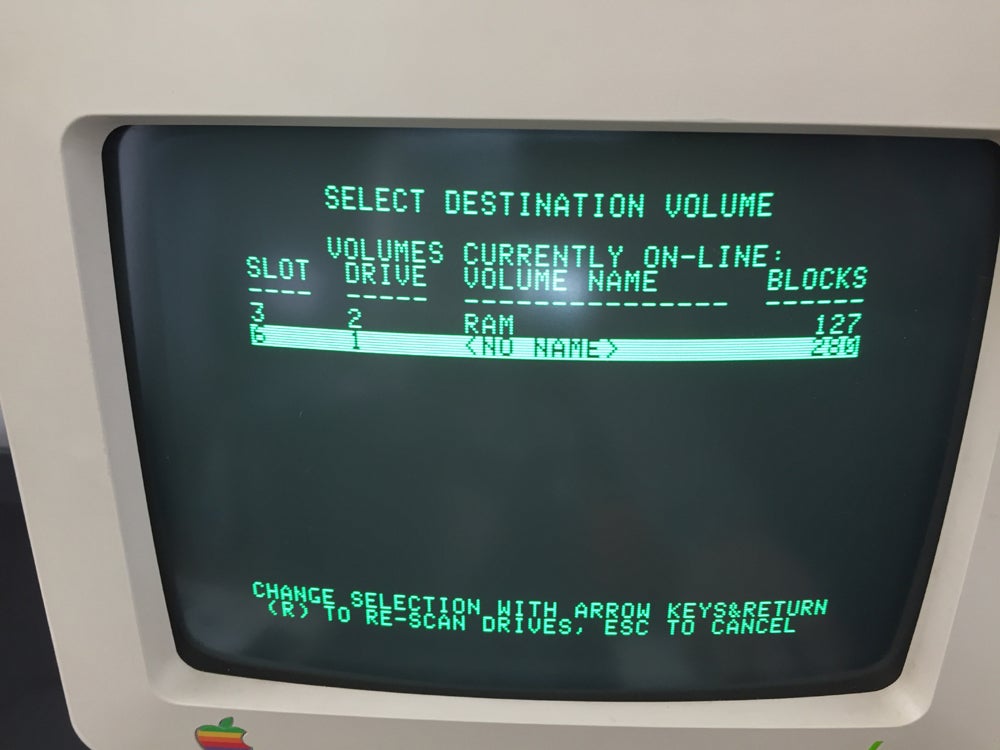 SELECT DESTINATION VOLUME
VOLUMES CURRENTLY ON-LINE:
SLOT DRIVE VOLUME NAME BLOCKS
---- ----- --------------- ------
3 2 RAM 127
6 1 <NO NAME> 280
CHANGE SELECTION WITH ARROW KEYS&RETURN
(R) TO RE-SCAN DRIVES, ESC TO CANCEL